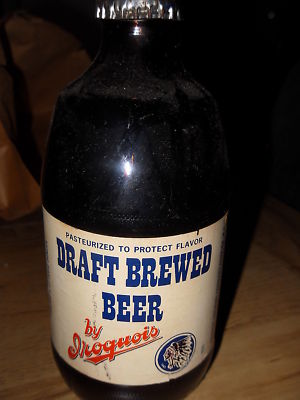 PASTEURIZED TO PROTECT FLAVOR
DRAFT BREWED
BEER
by
Iroquois